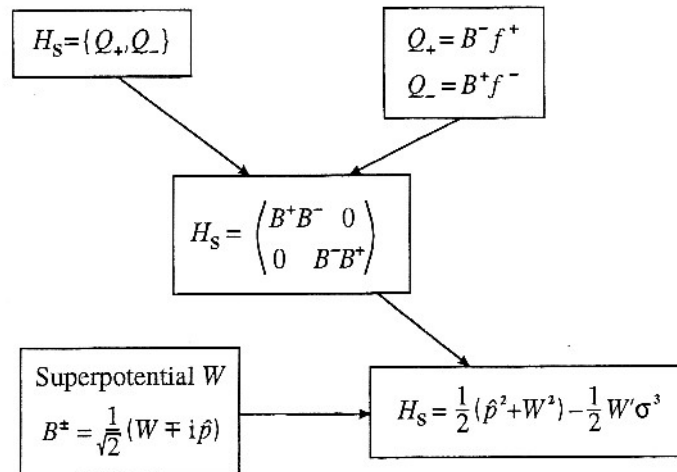 H_S={Q_+,Q_-}
Q_+=B^-f^+
Q_-=B^+f^-
H_S= (B^+B^- 0
0 B^-B^+)
Superpotential W
B^±= 1/√2 (W ∓ ip̂)
H_S= 1/2(p̂^2+W^2)− 1/2 W′σ^3